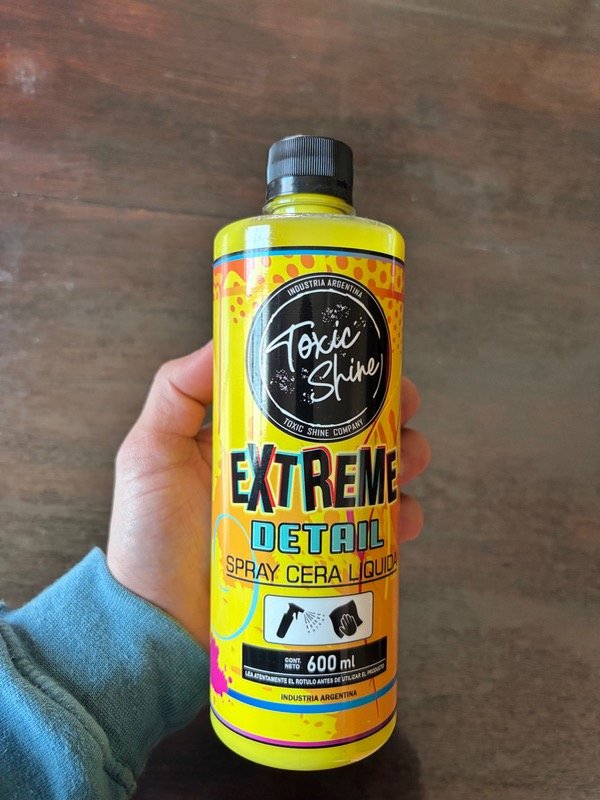 INDUSTRIA ARGENTINA
Toxic
Shine
TOXIC SHINE COMPANY
EXTREME
DETAIL
SPRAY CERA LIQUIDA
CONT.
NETO
600 ml
LEA ATENTAMENTE EL ROTULO ANTES DE UTILIZAR EL PRODUCTO
INDUSTRIA ARGENTINA